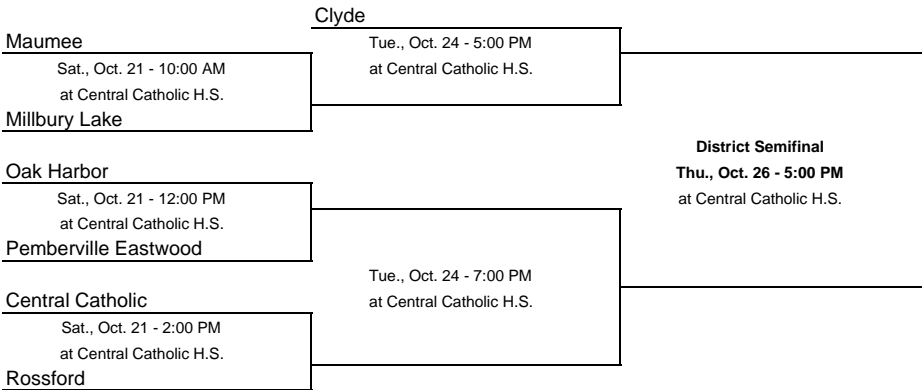 Clyde
Maumee
Tue., Oct. 24 - 5:00 PM
Sat., Oct. 21 - 10:00 AM
at Central Catholic H.S.
at Central Catholic H.S.
Millbury Lake
District Semifinal
Oak Harbor
Thu., Oct. 26 - 5:00 PM
Sat., Oct. 21 - 12:00 PM
at Central Catholic H.S.
at Central Catholic H.S.
Pemberville Eastwood
Tue., Oct. 24 - 7:00 PM
Central Catholic
at Central Catholic H.S.
Sat., Oct. 21 - 2:00 PM
at Central Catholic H.S.
Rossford